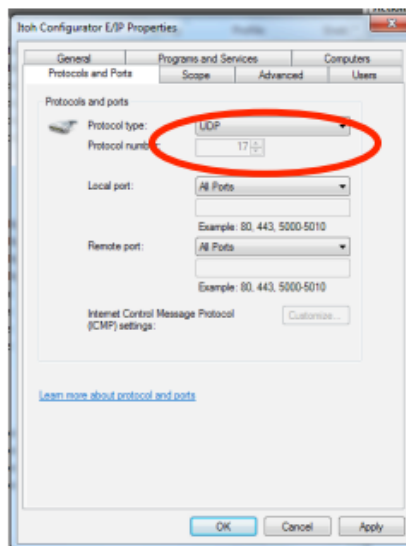 Itoh Configurator E/IP Properties
General Programs and Services Computers
Protocols and Ports Scope Advanced Users
Protocols and ports
Protocol type: UDP
Protocol number: 17
Local port: All Ports
Example: 80, 443, 5000-5010
Remote port: All Ports
Example: 80, 443, 5000-5010
Internet Control Message Protocol
(ICMP) settings: Customize...
Learn more about protocol and ports
OK Cancel Apply